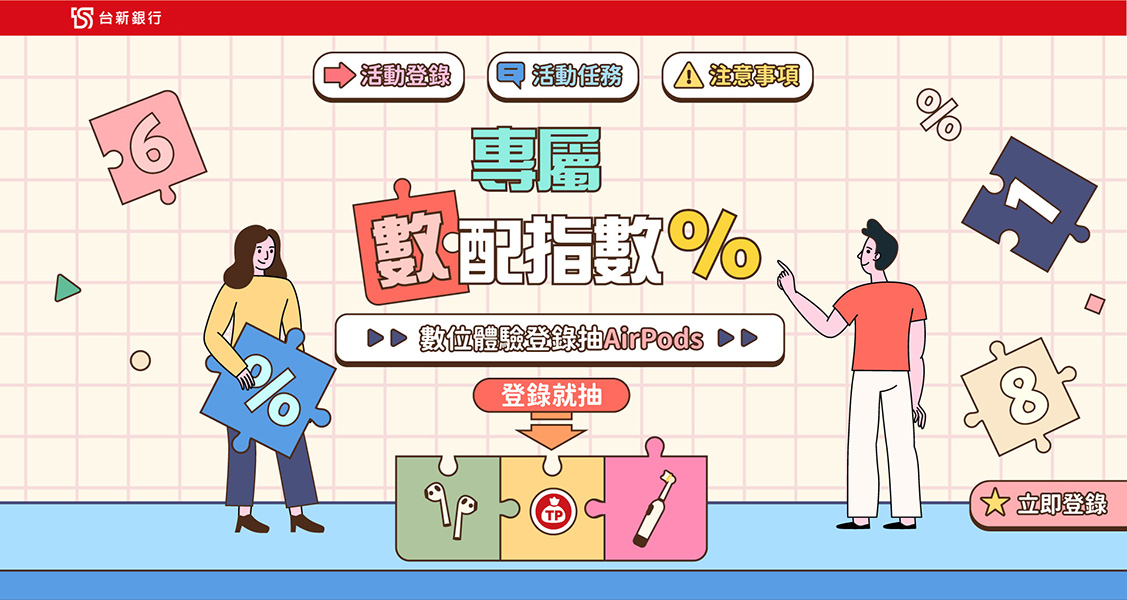 台新銀行
活動登錄
活動任務
注意事項
%
6
專屬
1
數配指數%
數位體驗登錄抽AirPods
%
8
登錄就抽
TP
立即登錄